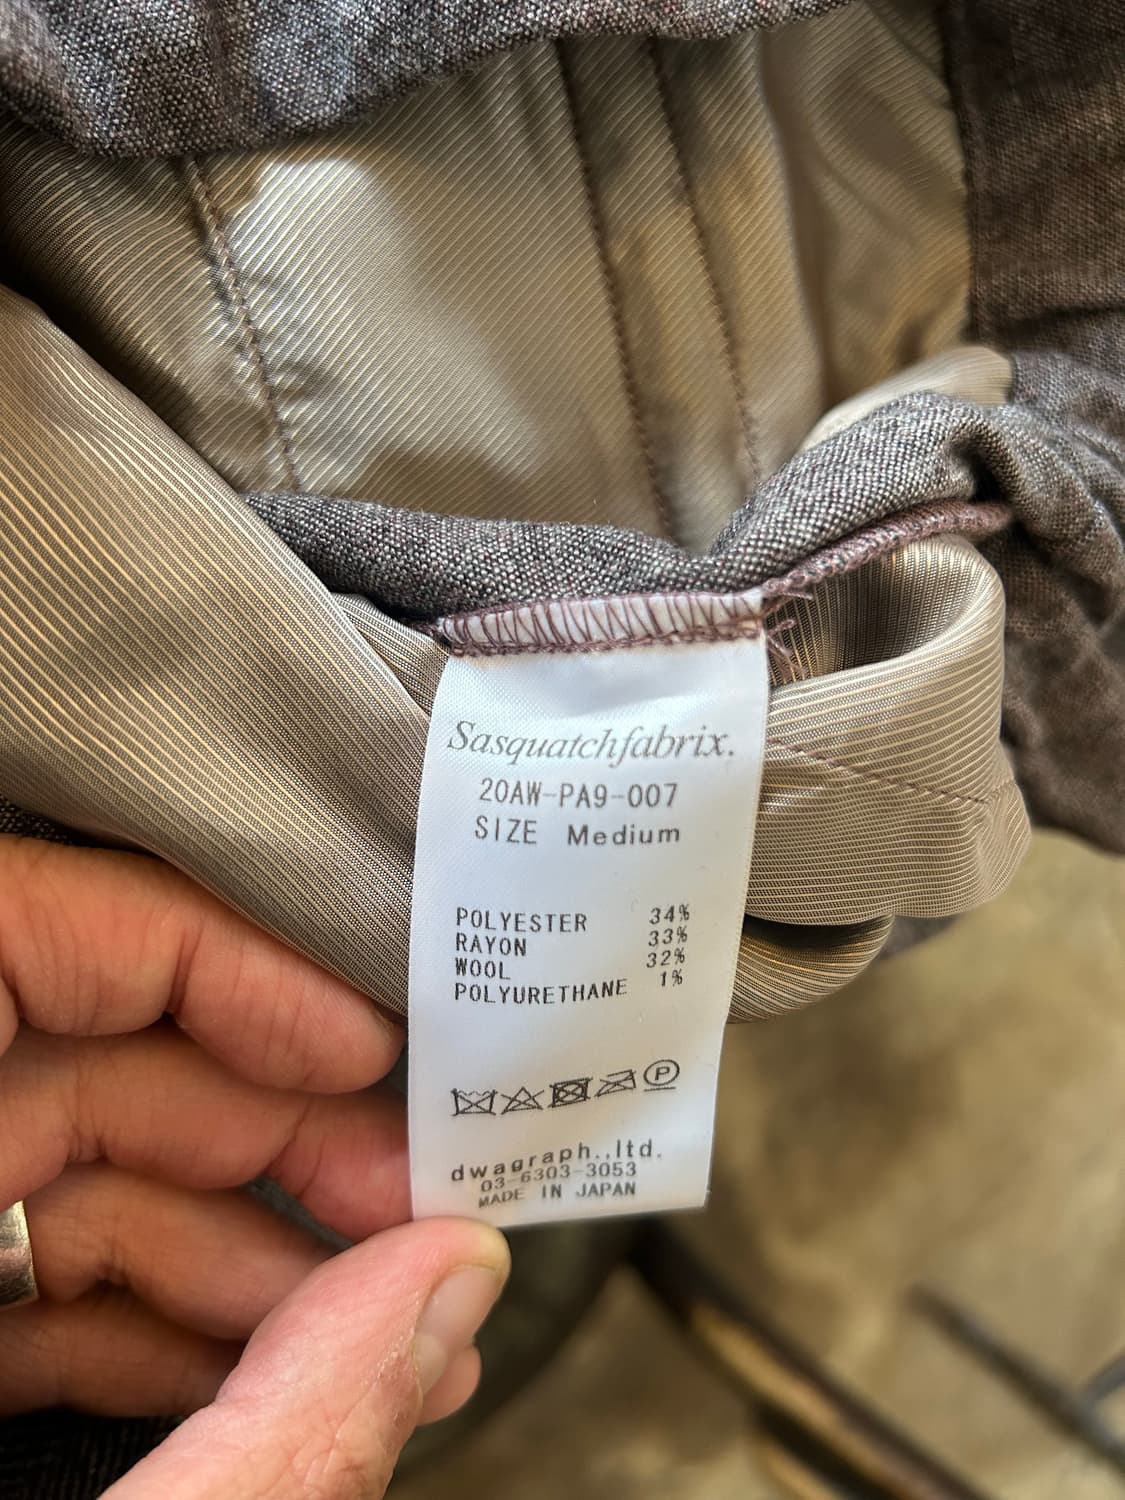 Sasquatchfabrix.
20AW-PA9-007
SIZE Medium
POLYESTER 34%
RAYON 33%
WOOL 32%
POLYURETHANE 1%
P
dwagraph.,ltd.
03-6303-3053
MADE IN JAPAN